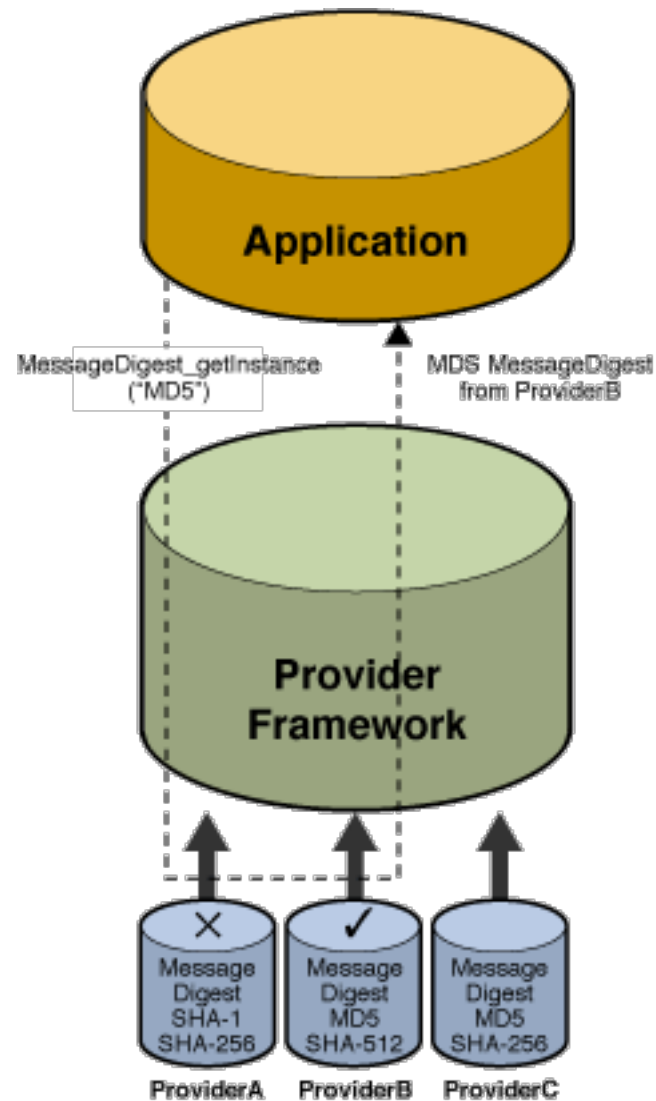 Application
MessageDigest_getInstance
("MD5")
MD5 MessageDigest
from ProviderB
Provider
Framework
Message
Digest
SHA-1
SHA-256
Message
Digest
MD5
SHA-512
Message
Digest
MD5
SHA-256
ProviderA
ProviderB
ProviderC